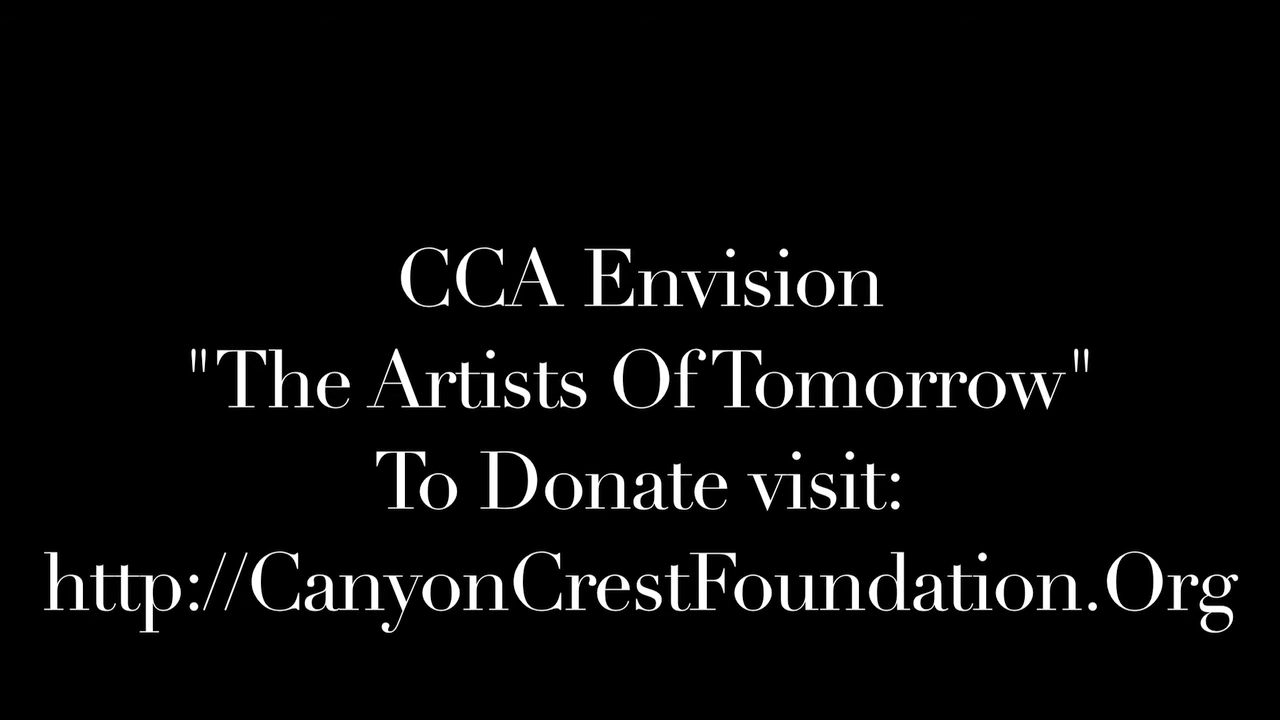 CCA Envision
"The Artists Of Tomorrow"
To Donate visit:
http://CanyonCrestFoundation.Org